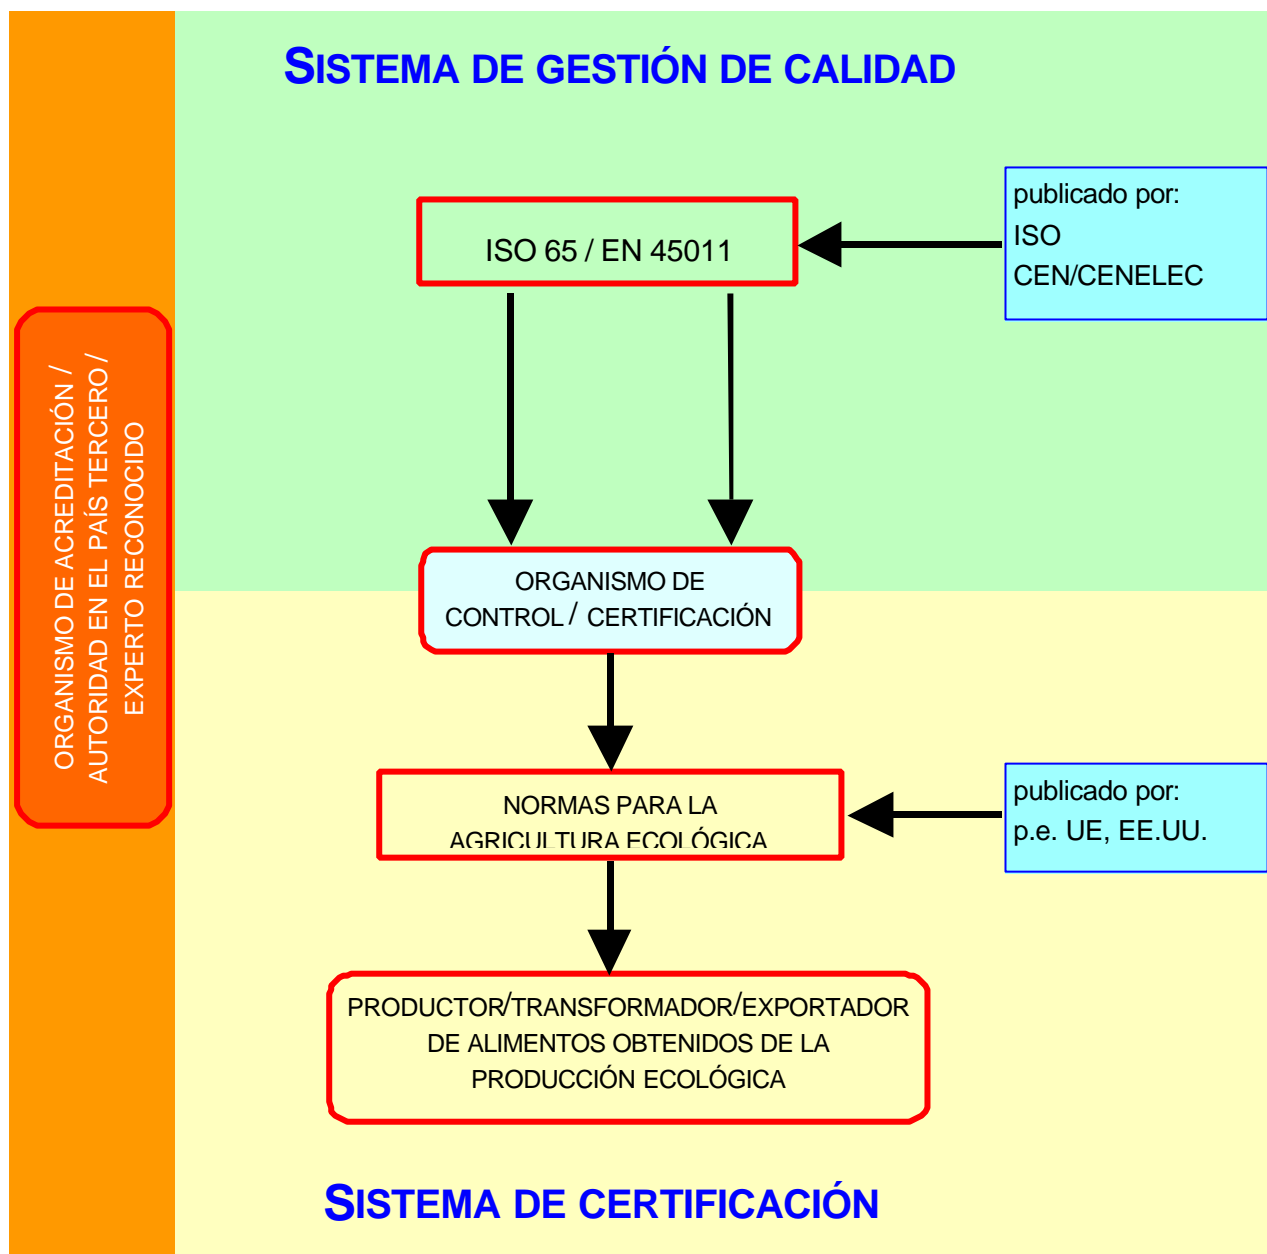 SISTEMA DE GESTIÓN DE CALIDAD
publicado por:
ISO
CEN/CENELEC
ISO 65 / EN 45011
ORGANISMO DE ACREDITACIÓN /
AUTORIDAD EN EL PAÍS TERCERO /
EXPERTO RECONOCIDO
ORGANISMO DE
CONTROL / CERTIFICACIÓN
NORMAS PARA LA
AGRICULTURA ECOLÓGICA
publicado por:
p.e. UE, EE.UU.
PRODUCTOR/TRANSFORMADOR/EXPORTADOR
DE ALIMENTOS OBTENIDOS DE LA
PRODUCCIÓN ECOLÓGICA
SISTEMA DE CERTIFICACIÓN